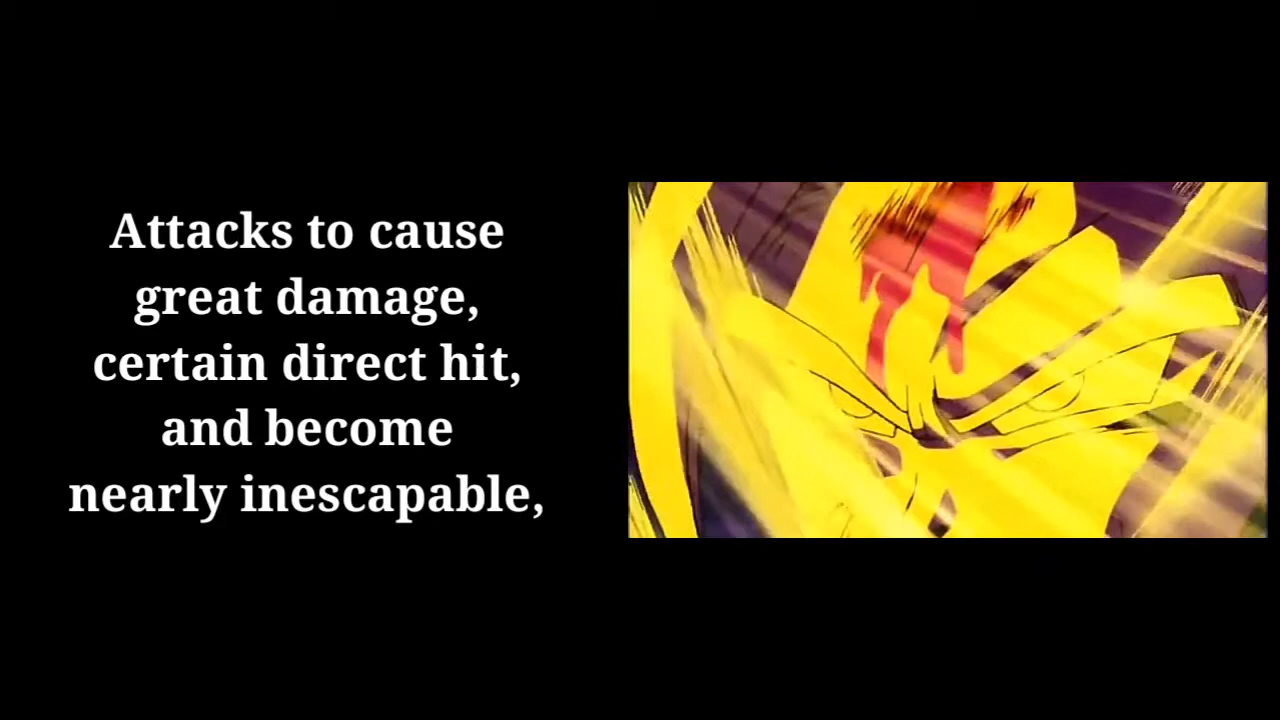 Attacks to cause
great damage,
certain direct hit,
and become
nearly inescapable,